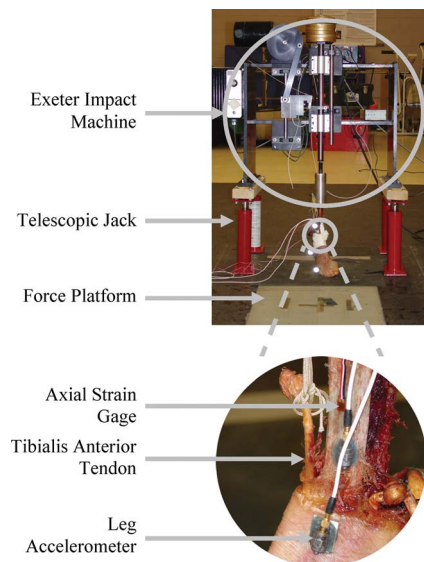 Exeter Impact
Machine
Telescopic Jack
Force Platform
Axial Strain
Gage
Tibialis Anterior
Tendon
Leg
Accelerometer